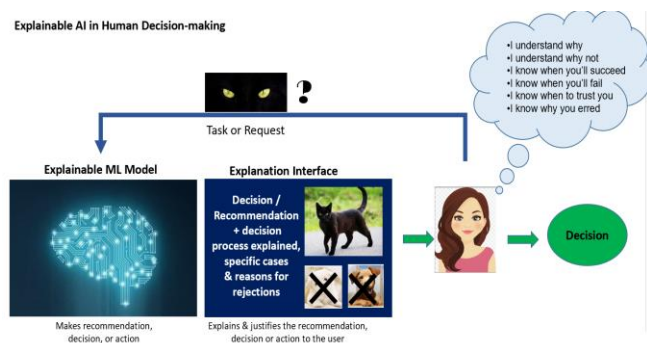 Explainable AI in Human Decision-making
•I understand why
•I understand why not
•I know when you'll succeed
•I know when you'll fail
•I know when to trust you
•I know why you erred
?
Task or Request
Explainable ML Model
Explanation Interface
Decision /
Recommendation
+ decision
process explained,
specific cases
& reasons for
rejections
Decision
Makes recommendation,
decision, or action
Explains & justifies the recommendation,
decision or action to the user